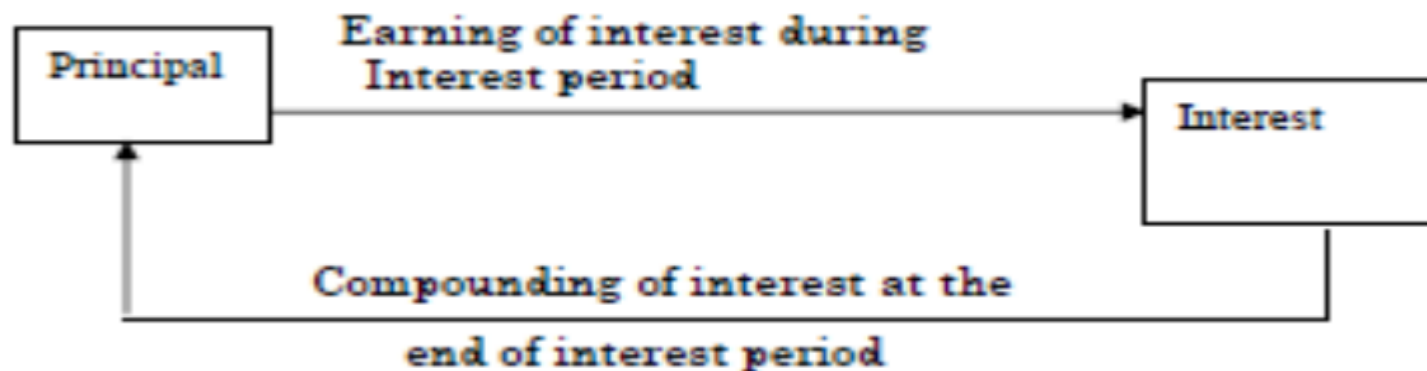 Principal
Earning of interest during
Interest period
Interest
Compounding of interest at the
end of interest period